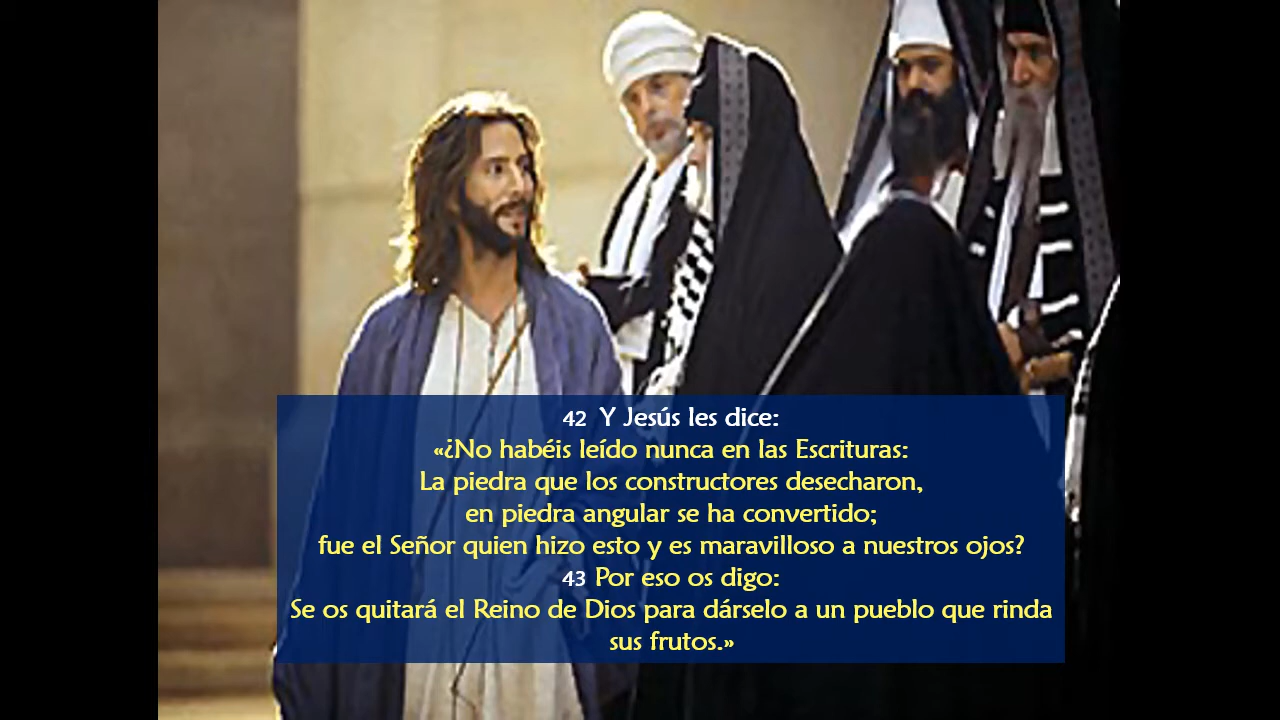 42 Y Jesús les dice:
«¿No habéis leído nunca en las Escrituras:
La piedra que los constructores desecharon,
en piedra angular se ha convertido;
fue el Señor quien hizo esto y es maravilloso a nuestros ojos?
43 Por eso os digo:
Se os quitará el Reino de Dios para dárselo a un pueblo que rinda
sus frutos.»